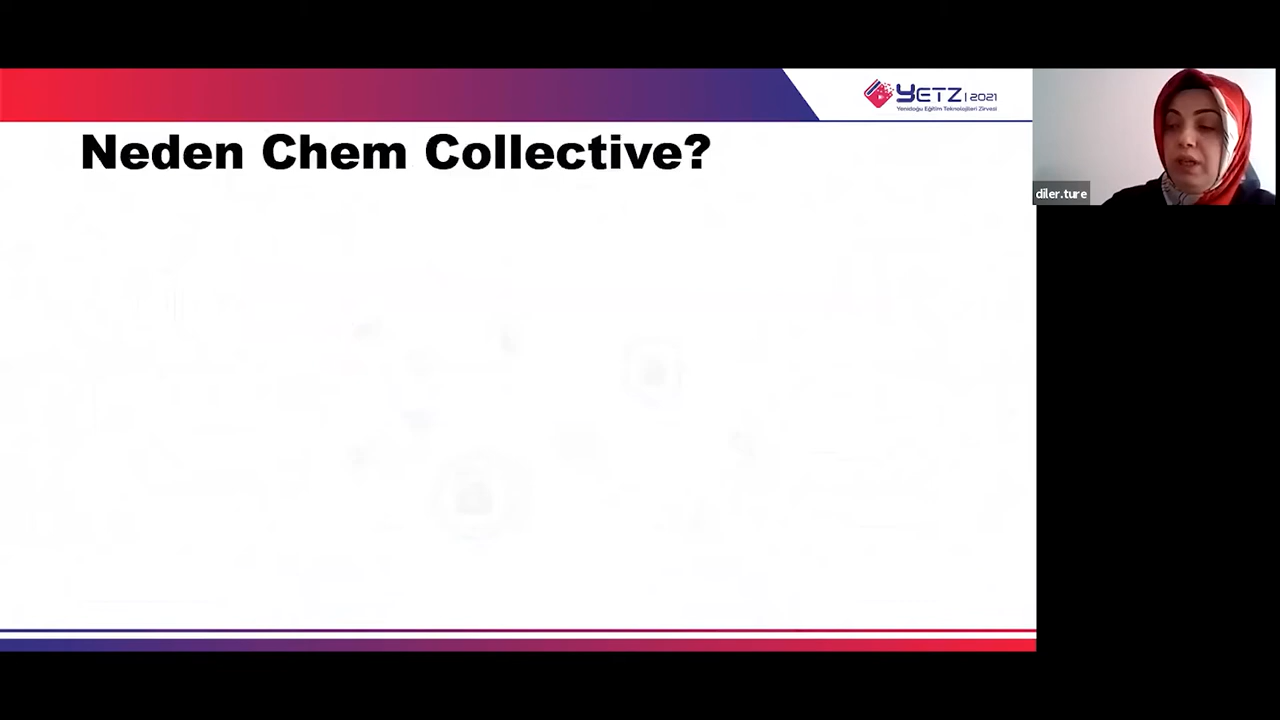 YETZ | 2021
Yenidoğu Eğitim Teknolojileri Zirvesi
Neden Chem Collective?
diler.ture